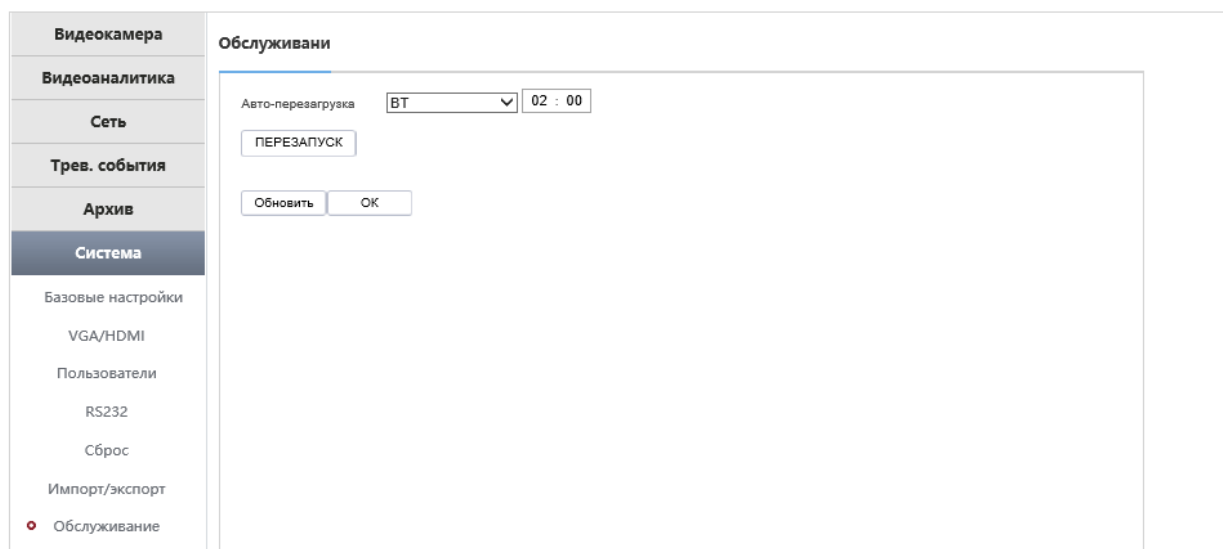 Видеокамера
Видеоаналитика
Сеть
Трев. события
Архив
Система
Базовые настройки
VGA/HDMI
Пользователи
RS232
Сброс
Импорт/экспорт
Обслуживание
Обслуживани
Авто-перезагрузка ВТ 02 : 00
ПЕРЕЗАПУСК
Обновить ОК